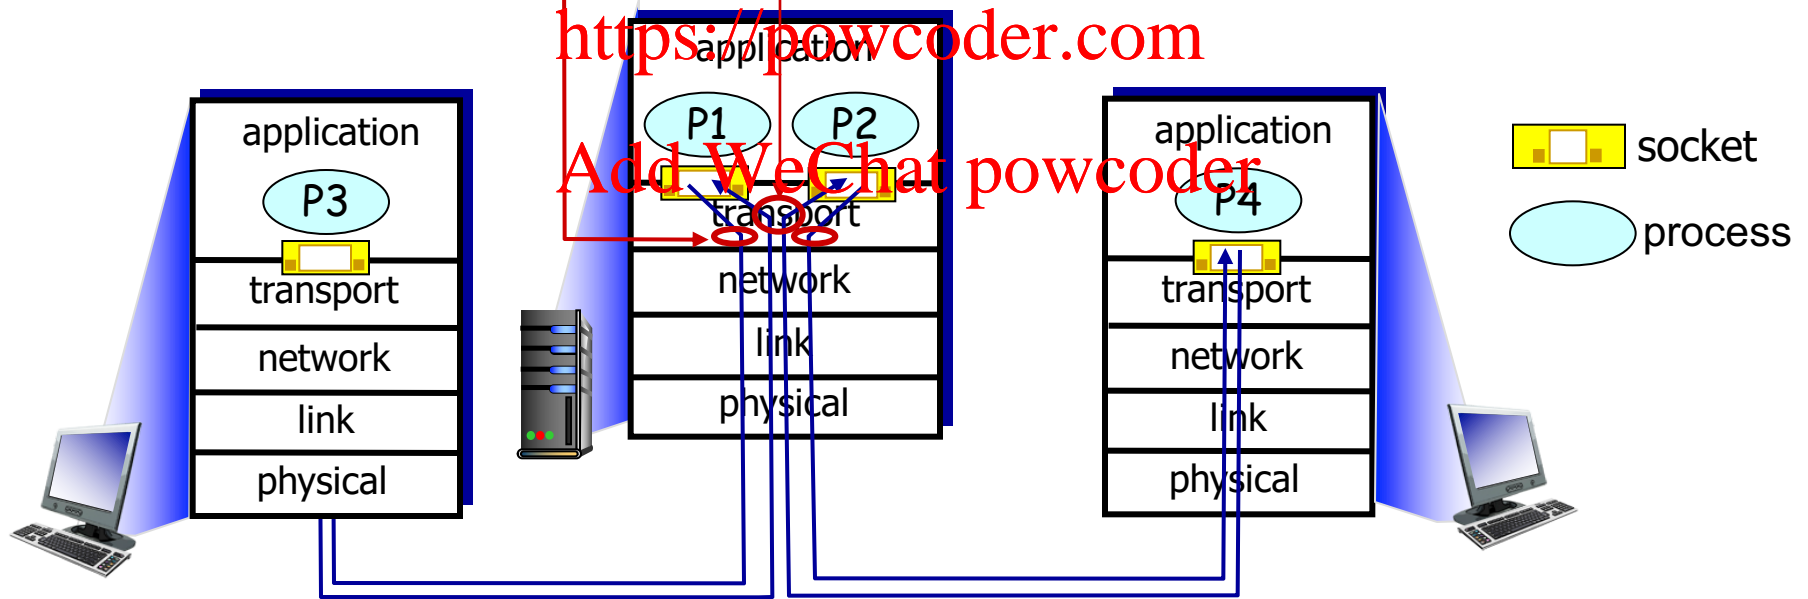 https://powcoder.com
application
P1
P2
Add WeChat powcoder
transport
network
link
physical
application
P3
transport
network
link
physical
application
P4
transport
network
link
physical
socket
process